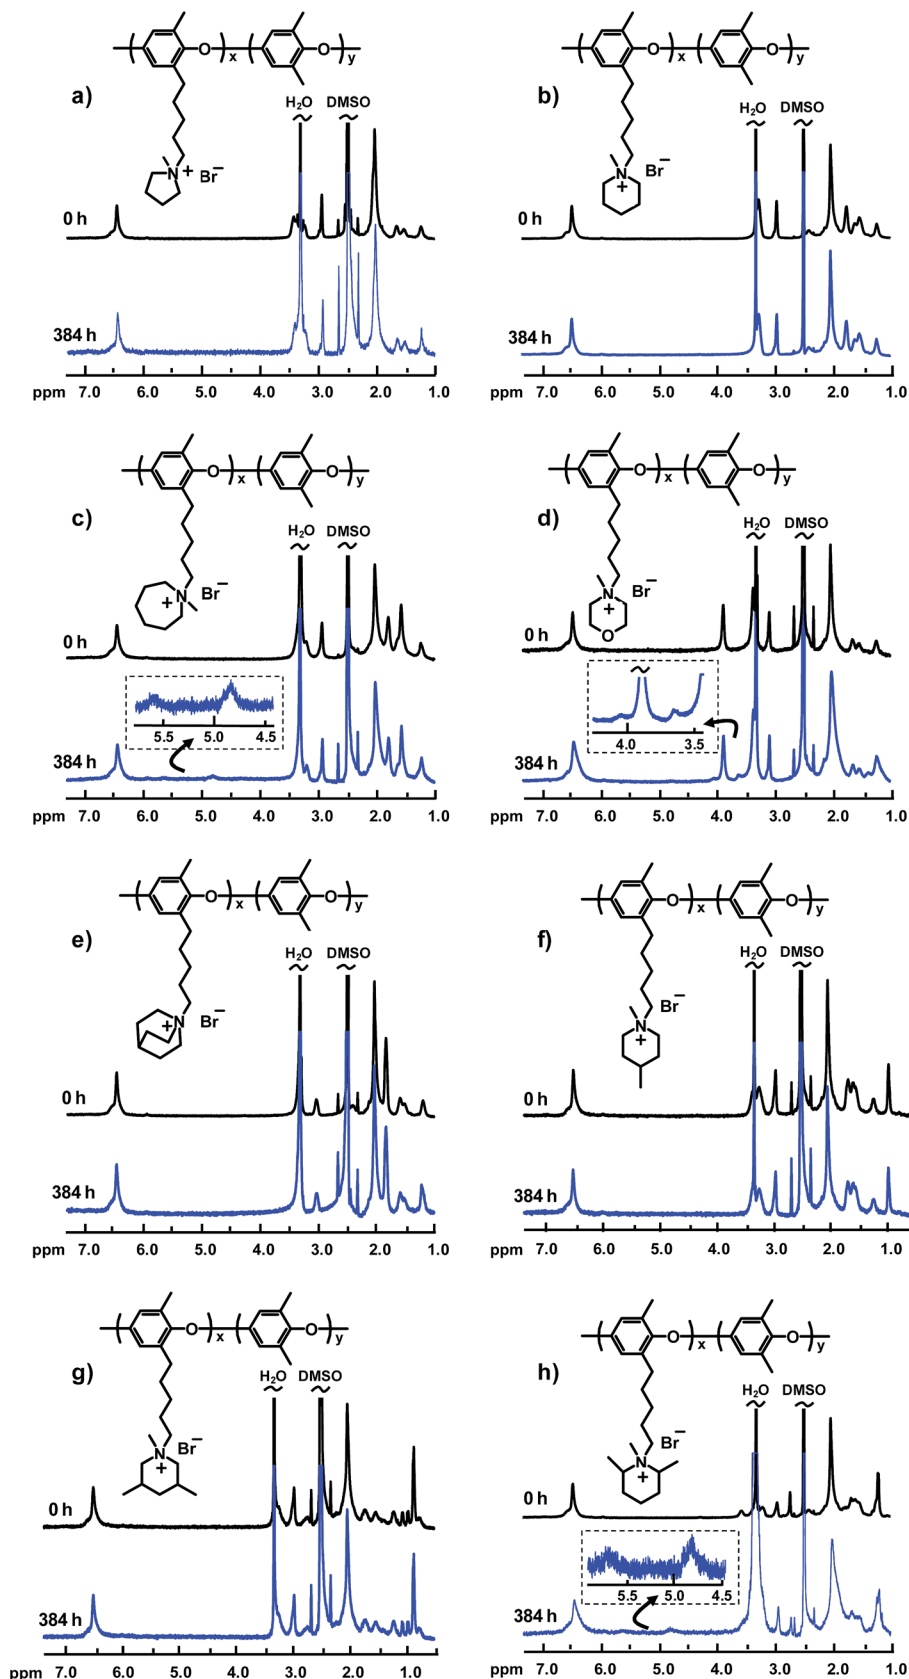 O x O y O x O y
a) b)
H₂O DMSO H₂O DMSO
N + Br− N + Br−
0 h 0 h
384 h 384 h
ppm 7.0 6.0 5.0 4.0 3.0 2.0 1.0 ppm 7.0 6.0 5.0 4.0 3.0 2.0 1.0
O x O y O x O y
c) d)
H₂O DMSO H₂O DMSO
N + Br− N + O Br−
0 h 0 h
5.5 5.0 4.5 4.0 3.5
384 h 384 h
ppm 7.0 6.0 5.0 4.0 3.0 2.0 1.0 ppm 7.0 6.0 5.0 4.0 3.0 2.0 1.0
O x O y O x O y
e) f)
H₂O DMSO H₂O DMSO
N + Br− N + Br−
0 h 0 h
384 h 384 h
ppm 7.0 6.0 5.0 4.0 3.0 2.0 1.0 ppm 7.0 6.0 5.0 4.0 3.0 2.0 1.0
O x O y O x O y
g) h)
H₂O DMSO H₂O DMSO
N + Br− N + Br−
0 h 0 h
5.5 5.0 4.5
384 h 384 h
ppm 7.0 6.0 5.0 4.0 3.0 2.0 1.0 ppm 7.0 6.0 5.0 4.0 3.0 2.0 1.0